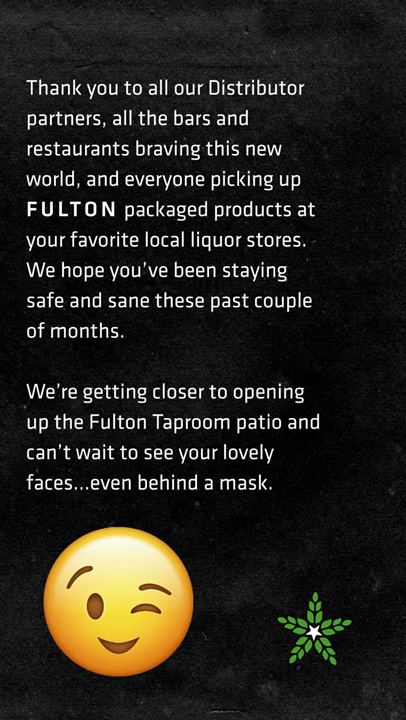 Thank you to all our Distributor
partners, all the bars and
restaurants braving this new
world, and everyone picking up
FULTON packaged products at
your favorite local liquor stores.
We hope you've been staying
safe and sane these past couple
of months.
We're getting closer to opening
up the Fulton Taproom patio and
can't wait to see your lovely
faces...even behind a mask.